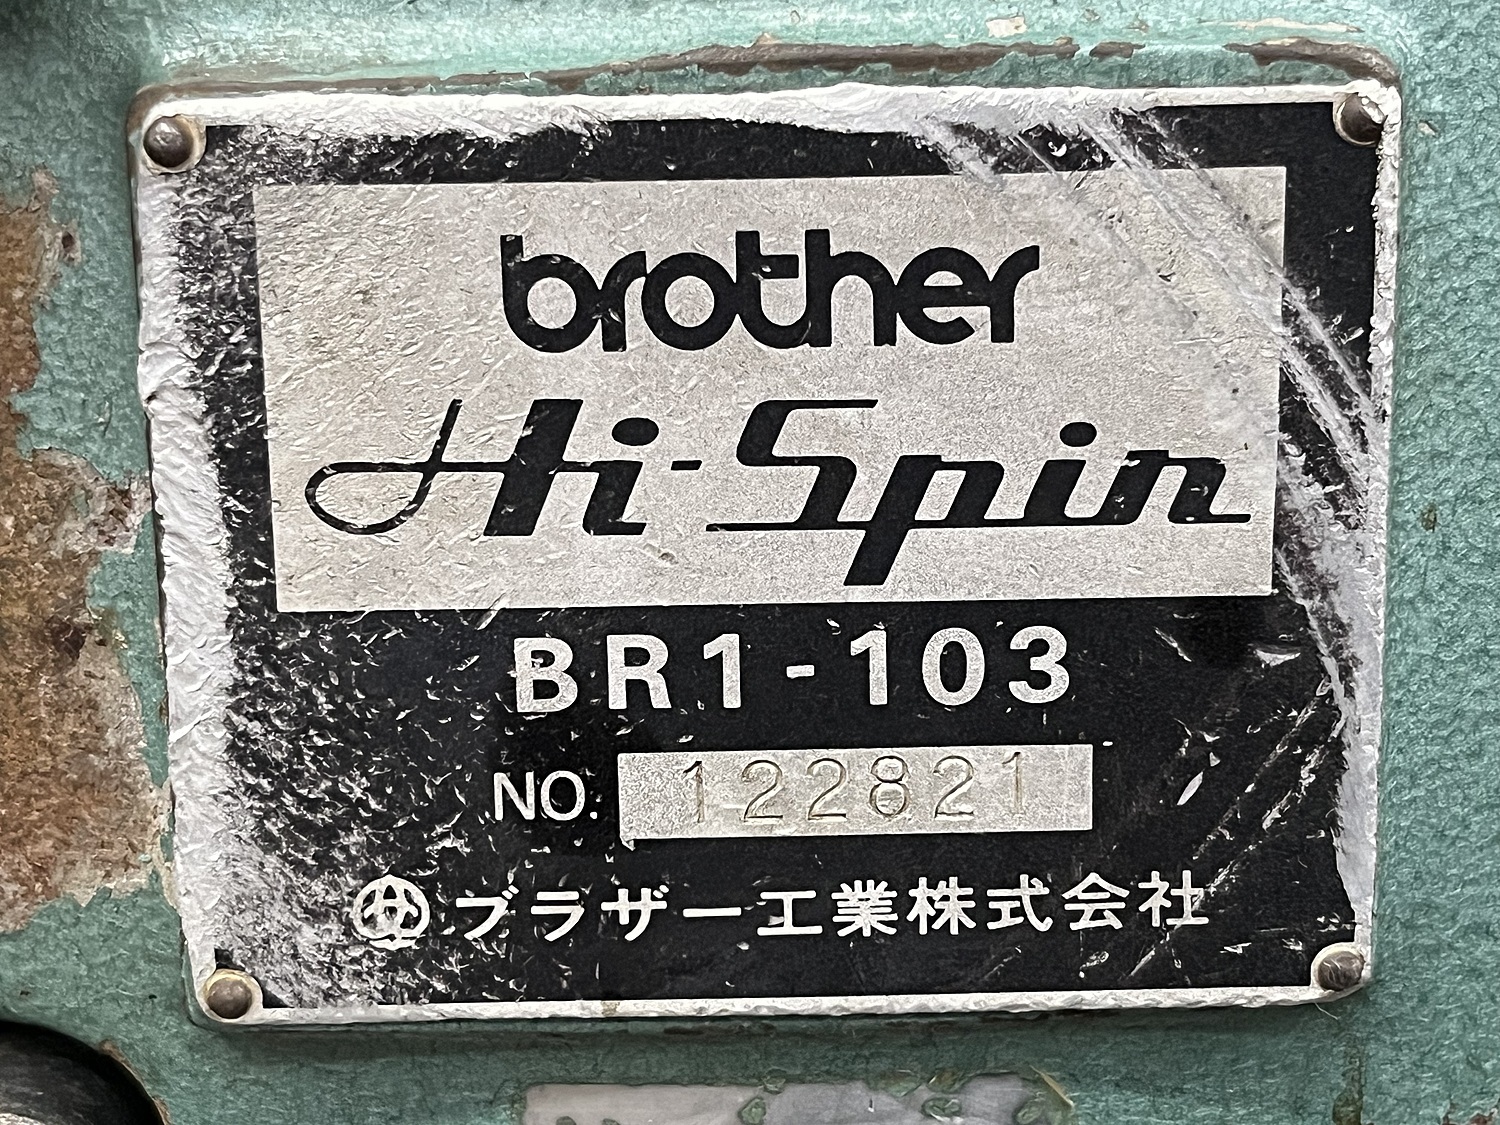 brother
Hi-Spin
BR1-103
NO. 122821
ブラザー工業株式会社